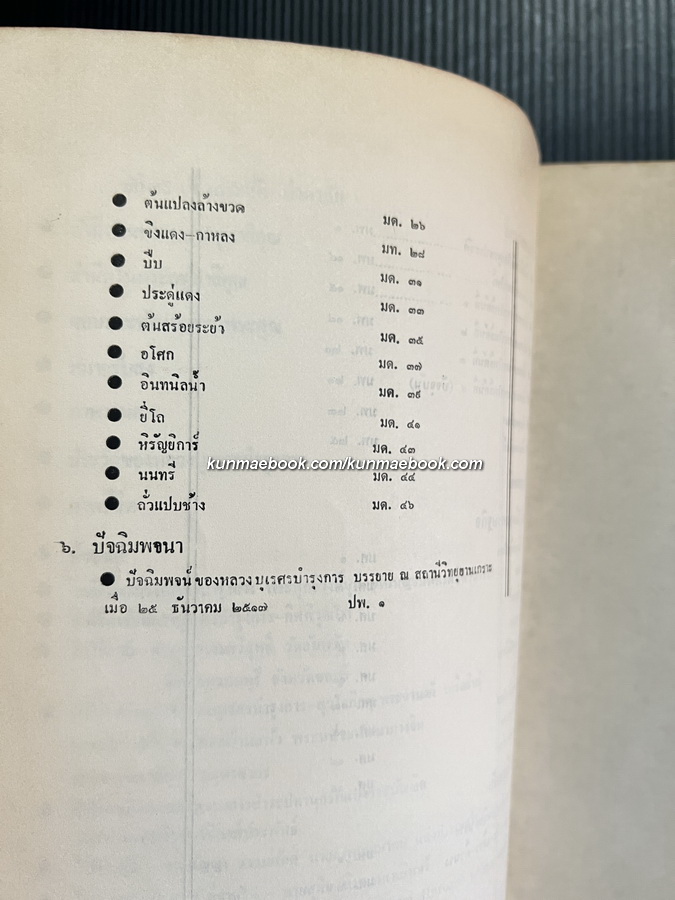 ● ต้นแปลงล้างขวด มด. ๒๖
● ขิงแดง-กาหลง มท. ๒๘
● ปีบ มด. ๓๑
● ประดู่แดง มด. ๓๓
● ต้นสร้อยระย้า มด. ๓๕
● อโศก มด. ๓๗
● อินทนิลน้ำ มด. ๓๙
● ยี่โถ มด. ๔๑
● หิรัญยิการ์ มด. ๔๓
● นนทรี มด. ๔๔
kunmaebook.com/kunmaebook.com
● ถั่วแปบช้าง มด. ๔๖
๖. ปัจฉิมพจนา
● ปัจฉิมพจน์ ของหลวงบุเรศรบำรุงการ บรรยาย ณ สถานีวิทยุยานเกราะ
เมื่อ ๒๕ ธันวาคม ๒๕๑๗ ปพ. ๑